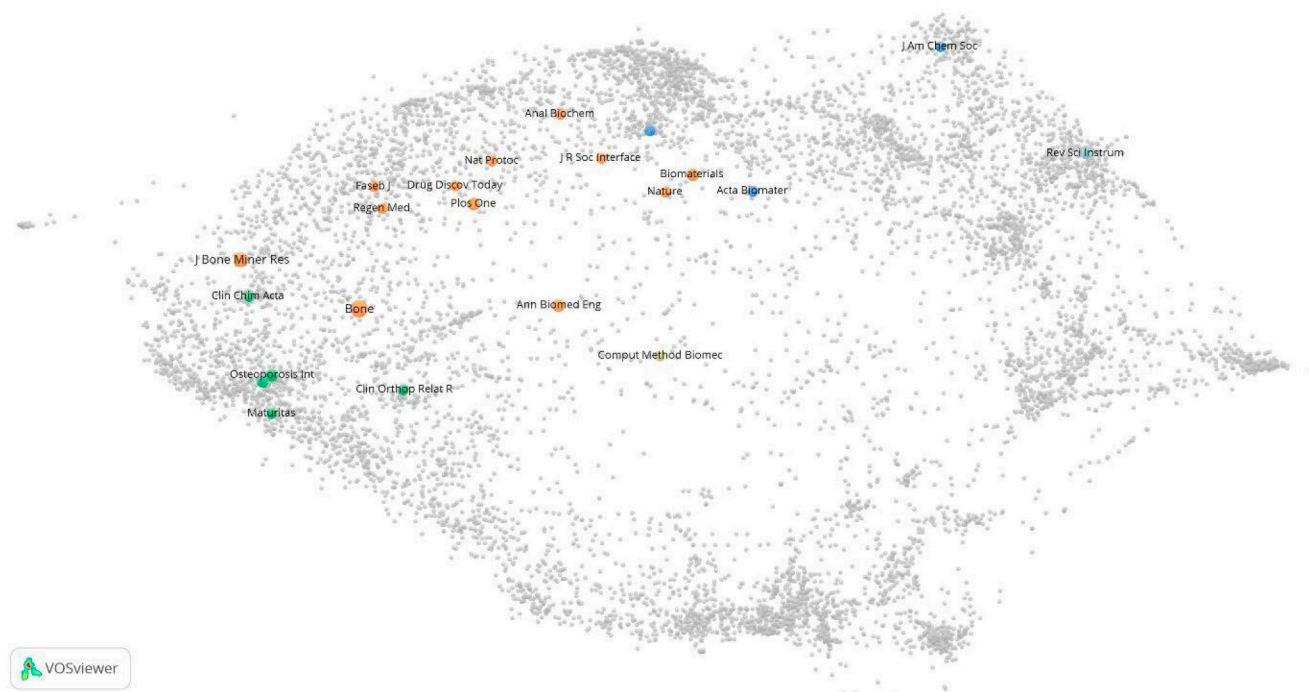 J Am Chem Soc
Anal Biochem
Rev Sci Instrum
J R Soc Interface
Nat Protoc
Biomaterials
Faseb J
Drug Discov Today
Nature
Acta Biomater
Regen Med
Plos One
J Bone Miner Res
Clin Chim Acta
Bone
Ann Biomed Eng
Comput Method Biomec
Osteoporosis Int
Clin Orthop Relat R
Maturitas
VOSviewer